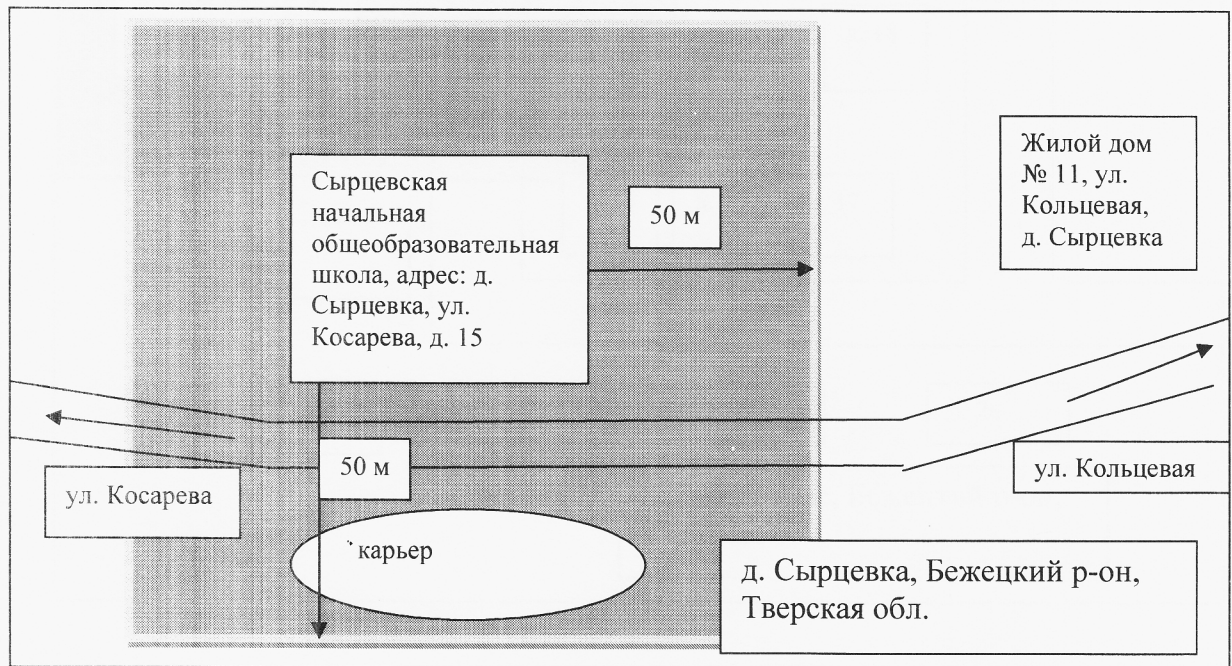 Сырцевская
начальная
общеобразовательная
школа, адрес: д.
Сырцевка, ул.
Косарева, д. 15
50 м
Жилой дом
№ 11, ул.
Кольцевая,
д. Сырцевка
50 м
ул. Косарева
ул. Кольцевая
карьер
д. Сырцевка, Бежецкий р-он,
Тверская обл.